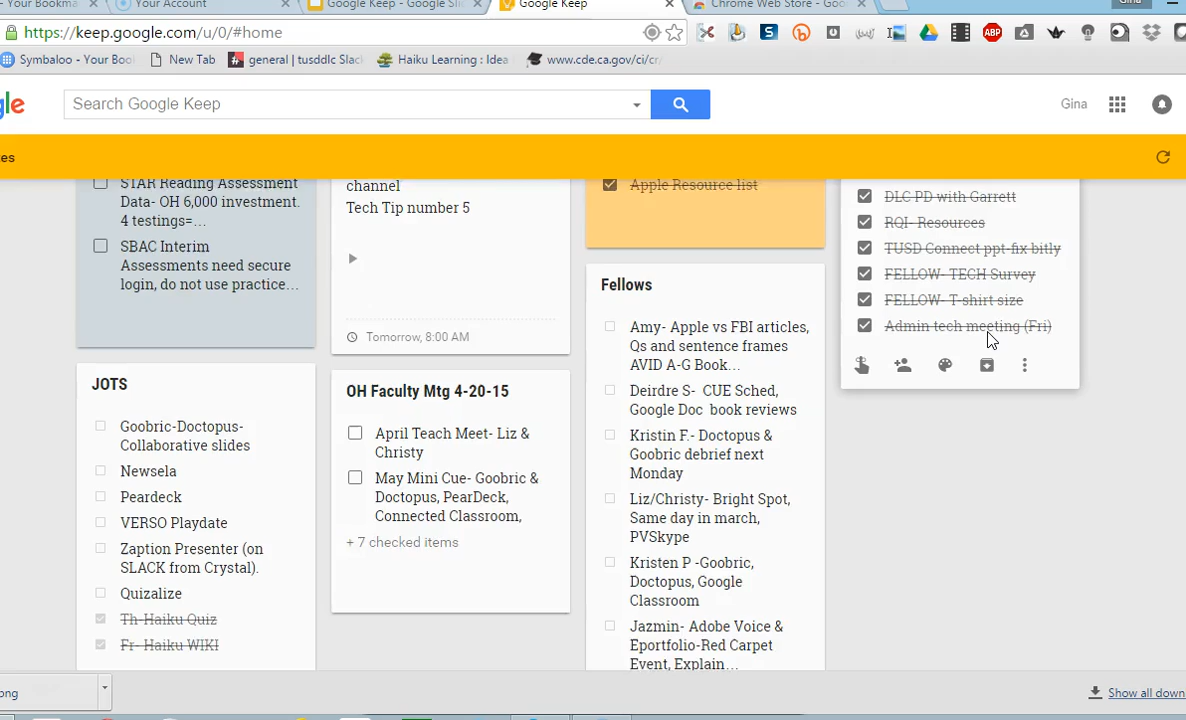 Your Bookma
Your Account
Google Keep - Google Sli
Google Keep
Chrome Web Store - Goo
Gina
https://keep.google.com/u/0/#home
Symbaloo - Your Boo
New Tab
general | tusddlc Slac
Haiku Learning : Idea
www.cde.ca.gov/ci/cr
gle
Search Google Keep
Gina
tes
STAR Reading Assessment
Data- OH 6,000 investment.
4 testings=...
SBAC Interim
Assessments need secure
login, do not use practice...
JOTS
Goobric-Doctopus-
Collaborative slides
Newsela
Peardeck
VERSO Playdate
Zaption Presenter (on
SLACK from Crystal).
Quizalize
Th-Haiku Quiz
Fr- Haiku WIKI
channel
Tech Tip number 5
Tomorrow, 8:00 AM
OH Faculty Mtg 4-20-15
April Teach Meet- Liz &
Christy
May Mini Cue- Goobric &
Doctopus, PearDeck,
Connected Classroom,
+ 7 checked items
Apple Resource list
Fellows
Amy- Apple vs FBI articles,
Qs and sentence frames
AVID A-G Book...
Deirdre S- CUE Sched,
Google Doc book reviews
Kristin F.- Doctopus &
Goobric debrief next
Monday
Liz/Christy- Bright Spot,
Same day in march,
PVSkype
Kristen P -Goobric,
Doctopus, Google
Classroom
Jazmin- Adobe Voice &
Eportfolio-Red Carpet
Event, Explain...
DLC PD with Garrett
RQI- Resources
TUSD Connect ppt-fix bitly
FELLOW- TECH Survey
FELLOW- T-shirt size
Admin tech meeting (Fri)
png
Show all down